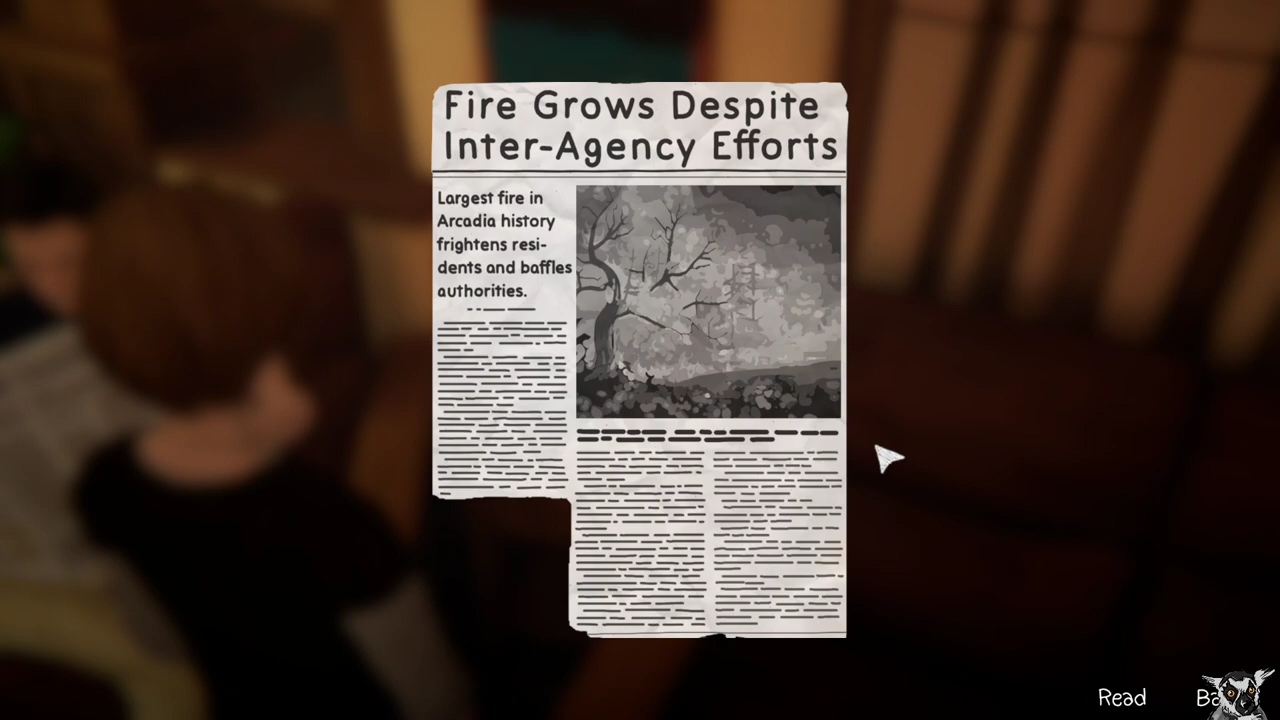 Fire Grows Despite
Inter-Agency Efforts
Largest fire in
Arcadia history
frightens resi-
dents and baffles
authorities.
Read